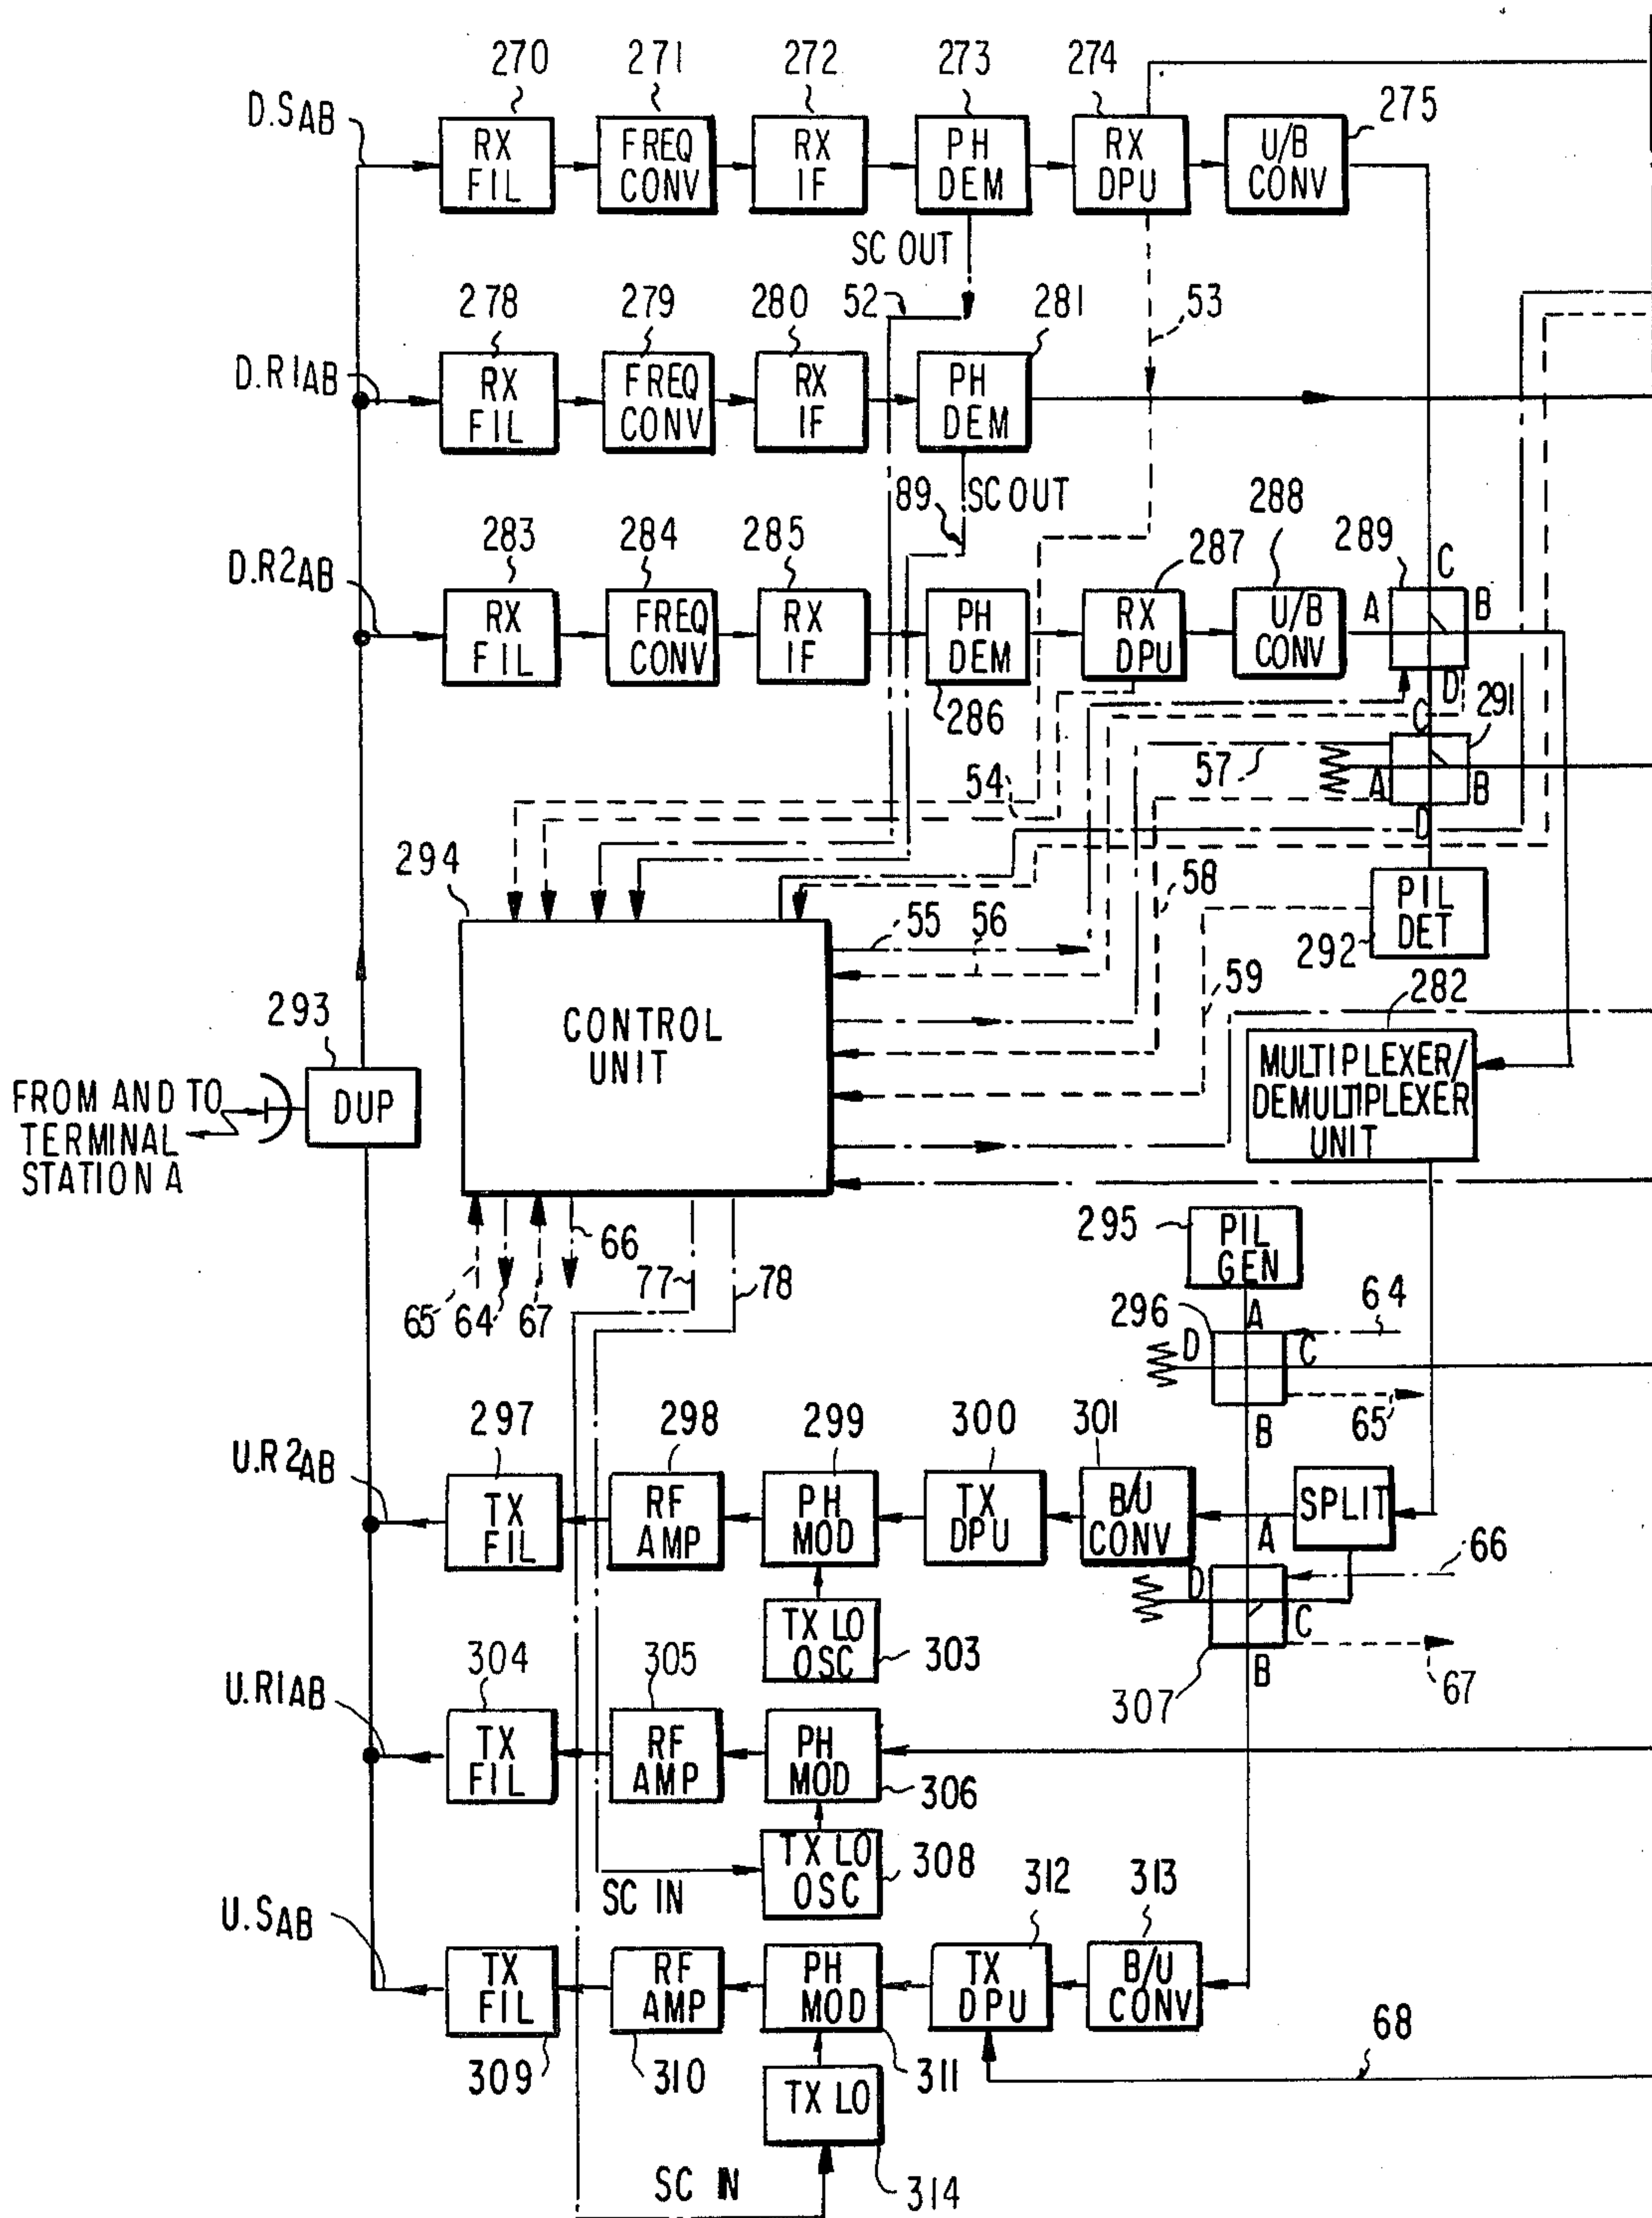 270 271 272 273 274
275
D.SAB
RX FIL
FREQ CONV
RX IF
PH DEM
RX DPU
U/B CONV
SC OUT
52
53
278 279 280 281
D.R1AB
RX FIL
FREQ CONV
RX IF
PH DEM
89
SC OUT
283 284 285 287 288 289
D.R2AB
RX FIL
FREQ CONV
RX IF
PH DEM
RX DPU
U/B CONV
A
C
B
D
286
C
291
54
57
A
B
D
294
58
PIL DET
292
55
56
59
282
CONTROL UNIT
293
DUP
MULTIPLEXER/
DEMULTIPLEXER
UNIT
FROM AND TO
TERMINAL
STATION A
295
PIL GEN
65
64
67
66
77
78
296
A
64
D
C
65
B
297 298 299 300 301
U.R2AB
TX FIL
RF AMP
PH MOD
TX DPU
B/U CONV
SPLIT
A
66
D
C
TX LO OSC
303
B
67
307
304 305
U.R1AB
TX FIL
RF AMP
PH MOD
306
TX LO OSC
308
SC IN
312 313
U.SAB
TX FIL
RF AMP
PH MOD
TX DPU
B/U CONV
68
309 310 311
TX LO
314
SC IN